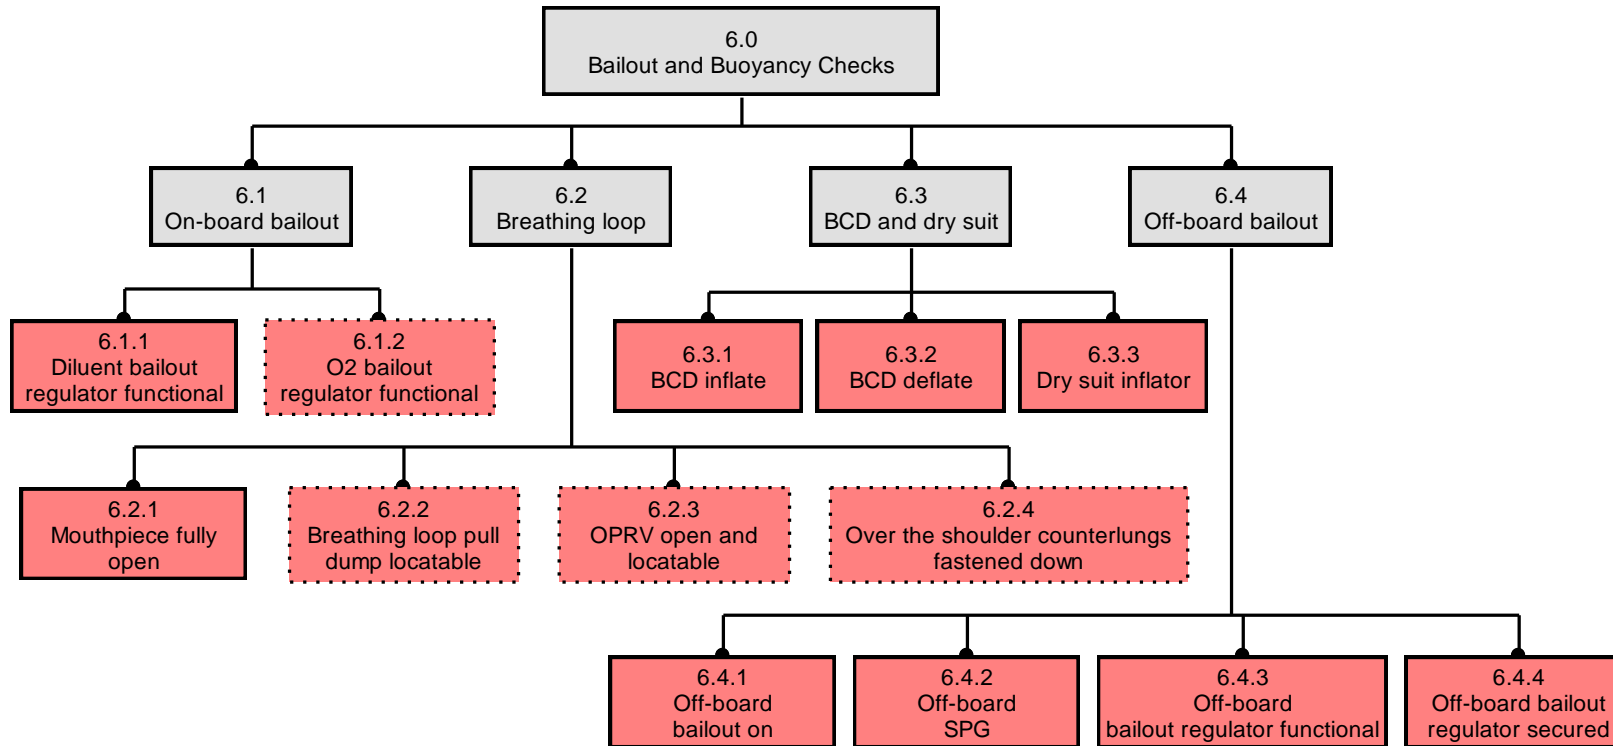 6.0
Bailout and Buoyancy Checks
6.1
On-board bailout
6.2
Breathing loop
6.3
BCD and dry suit
6.4
Off-board bailout
6.1.1
Diluent bailout
regulator functional
6.1.2
O2 bailout
regulator functional
6.3.1
BCD inflate
6.3.2
BCD deflate
6.3.3
Dry suit inflator
6.2.1
Mouthpiece fully
open
6.2.2
Breathing loop pull
dump locatable
6.2.3
OPRV open and
locatable
6.2.4
Over the shoulder counterlungs
fastened down
6.4.1
Off-board
bailout on
6.4.2
Off-board
SPG
6.4.3
Off-board
bailout regulator functional
6.4.4
Off-board bailout
regulator secured